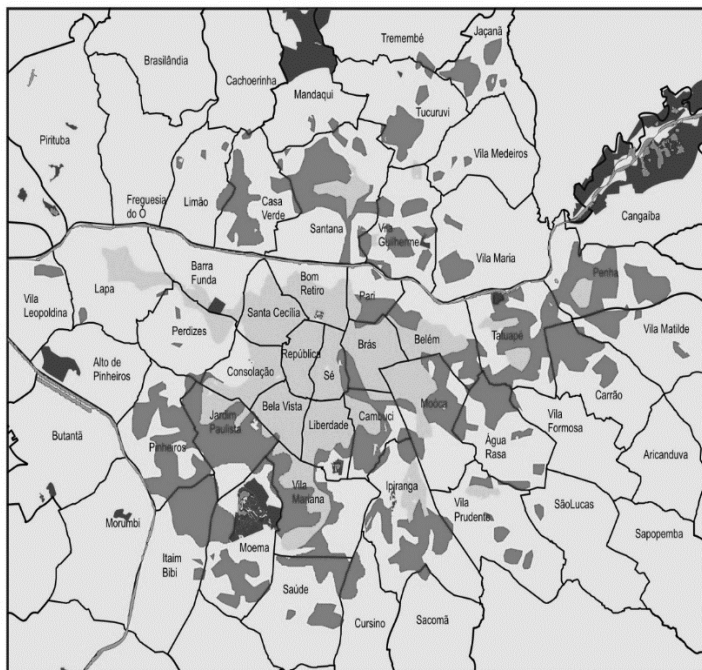 Jaçanã
Tremembé
Brasilândia
Cachoerinha
Mandaqui
Tucuruvi
Pirituba
Vila Medeiros
Freguesia
do Ó
Limão
Casa
Verde
Santana
Vila
Guilherme
Cangaíba
Vila Maria
Barra
Funda
Bom
Retiro
Penha
Lapa
Vila
Leopoldina
Pari
Santa Cecília
Perdizes
Vila Matilde
Tatuapé
Belém
Brás
República
Sé
Alto de
Pinheiros
Consolação
Carrão
Moóca
Bela Vista
Cambuci
Jardim
Paulista
Liberdade
Vila
Formosa
Butantã
Pinheiros
Água
Rasa
Aricanduva
Vila
Mariana
Ipiranga
Vila
Prudente
SãoLucas
Morumbi
Sapopemba
Moema
Itaim
Bibi
Saúde
Cursino
Sacomã